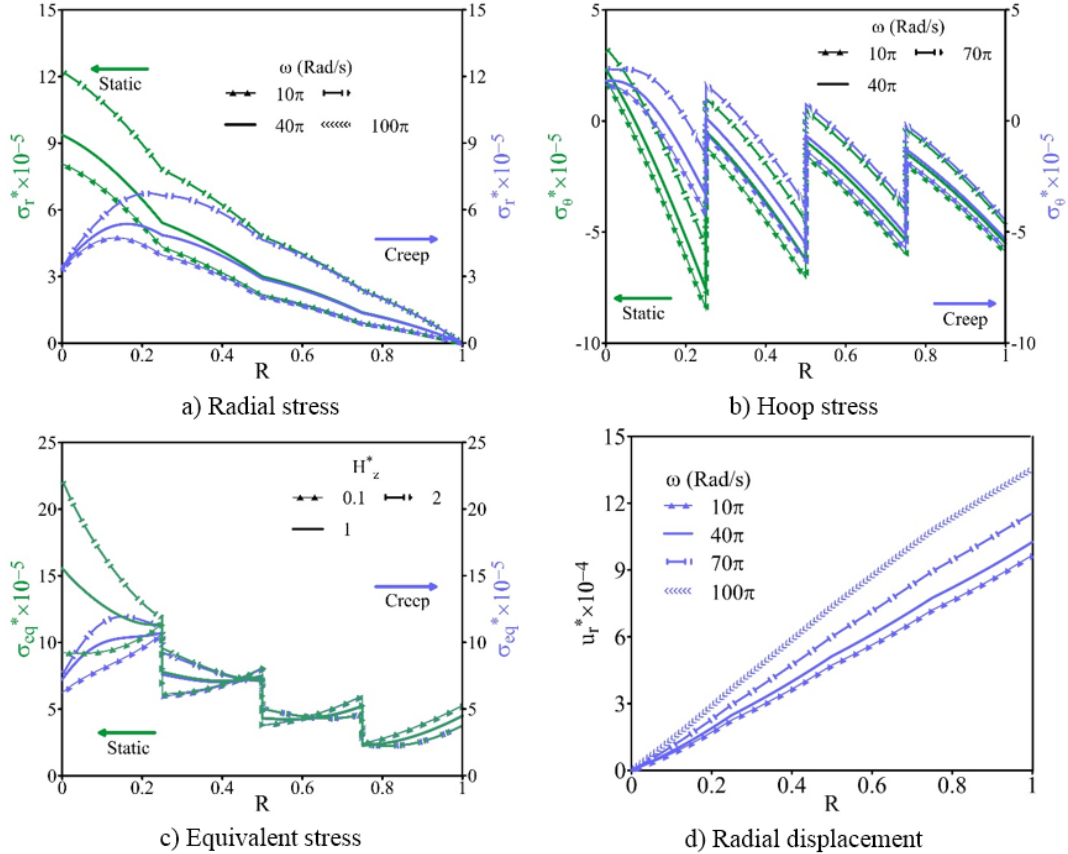 15
15
ω (Rad/s)
Static
10π
40π
100π
12
12
9
9
6
6
3
3
0
0
σr*×10⁻⁵
σr*×10⁻⁵
Creep
0
0.2
0.4
0.6
0.8
1
R
a) Radial stress
5
5
ω (Rad/s)
10π
70π
40π
0
0
-5
-5
-10
-10
σθ*×10⁻⁵
σθ*×10⁻⁵
Static
Creep
0
0.2
0.4
0.6
0.8
1
R
b) Hoop stress
25
25
H*z
0.1
2
1
20
20
15
15
10
10
5
5
0
0
σeq*×10⁻⁵
σeq*×10⁻⁵
Creep
Static
0
0.2
0.4
0.6
0.8
1
R
c) Equivalent stress
15
12
9
6
3
0
ur*×10⁻⁴
ω (Rad/s)
10π
40π
70π
100π
0
0.2
0.4
0.6
0.8
1
R
d) Radial displacement